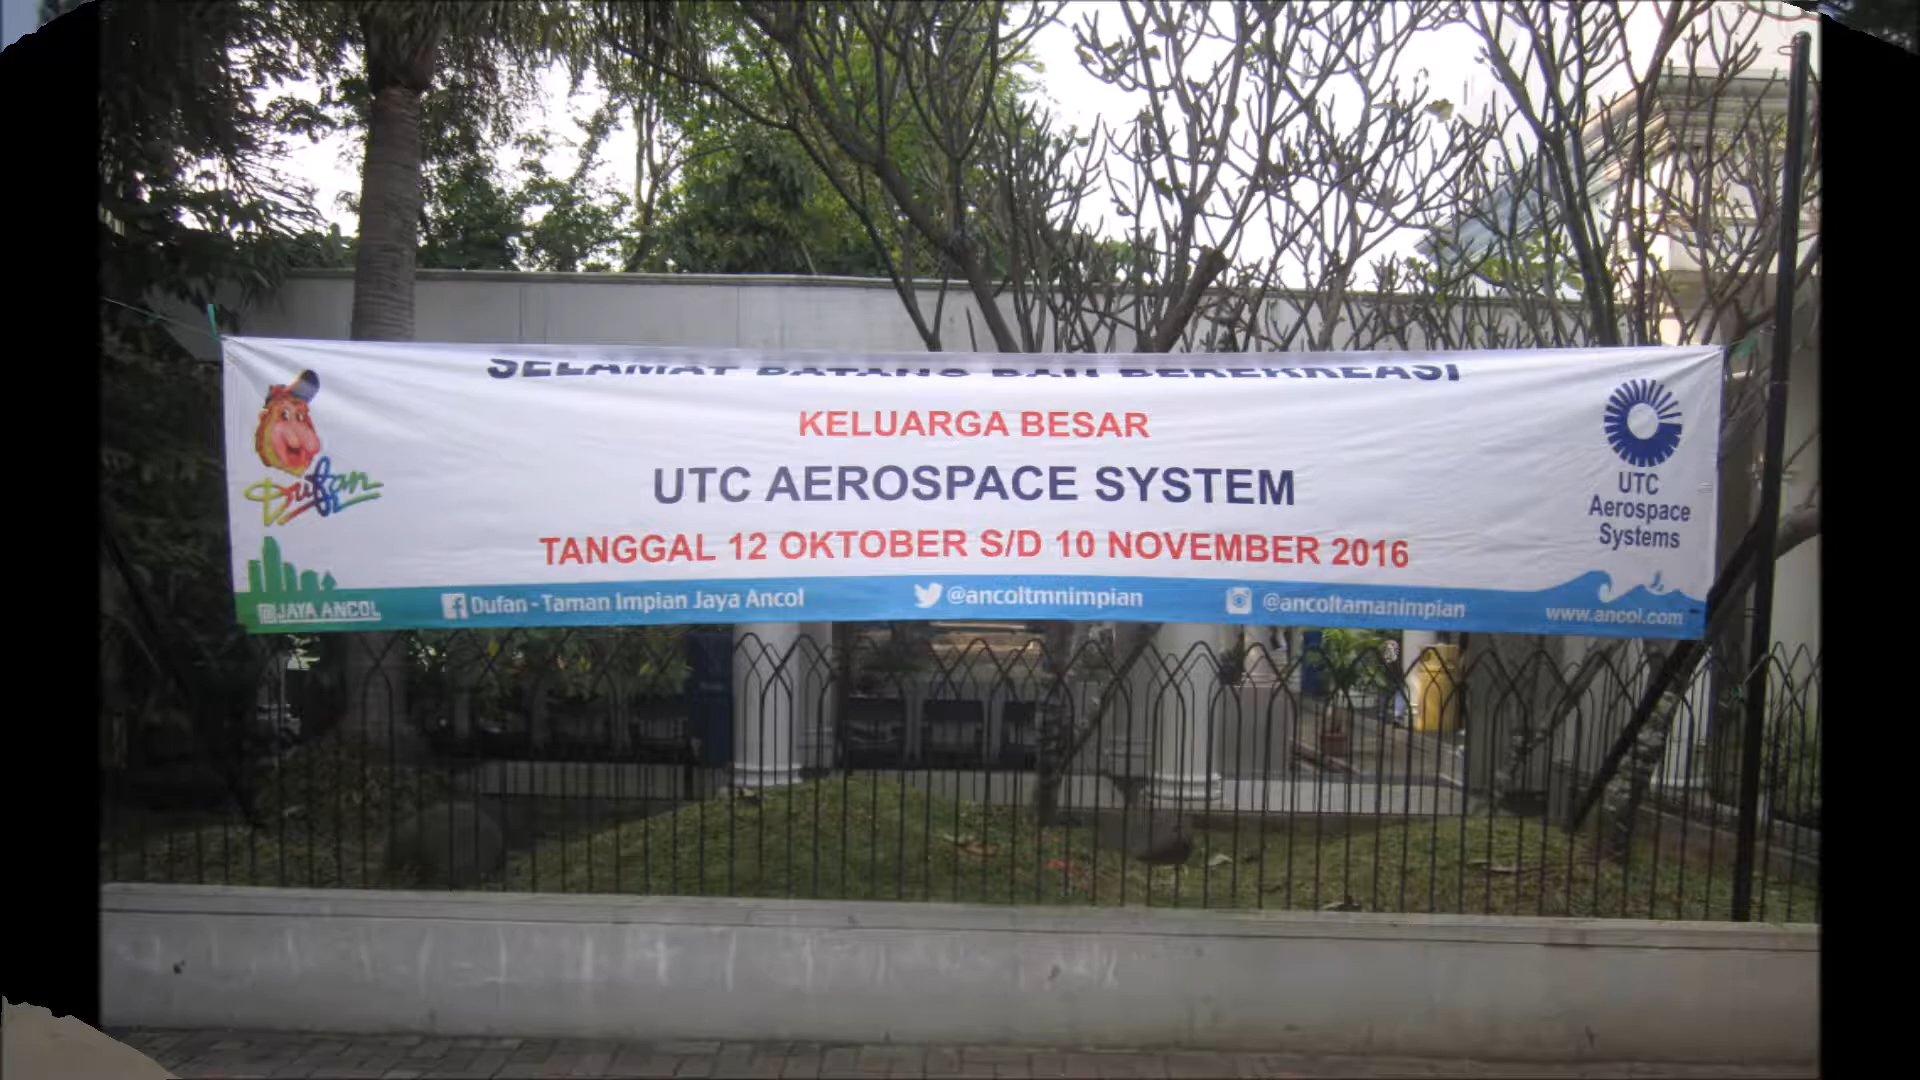 SELAMAT DATANG DAN BEREKREASI
KELUARGA BESAR
UTC AEROSPACE SYSTEM
TANGGAL 12 OKTOBER S/D 10 NOVEMBER 2016
Dufan
UTC
Aerospace
Systems
JAYA ANCOL
Dufan - Taman Impian Jaya Ancol
@ancoltmnimpian
@ancoltamanimpian
www.ancol.com